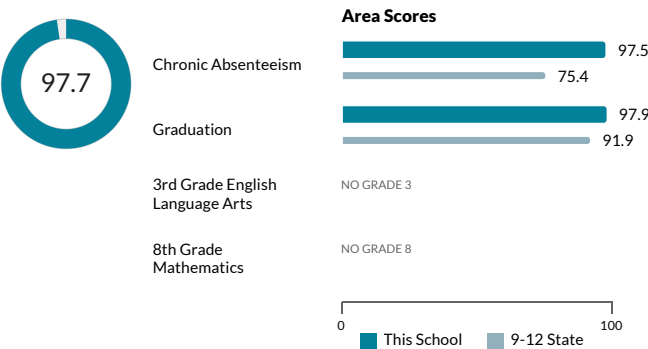 97.7
Area Scores
Chronic Absenteeism
97.5
75.4
Graduation
97.9
91.9
3rd Grade English
Language Arts
NO GRADE 3
8th Grade
Mathematics
NO GRADE 8
0
100
This School
9-12 State